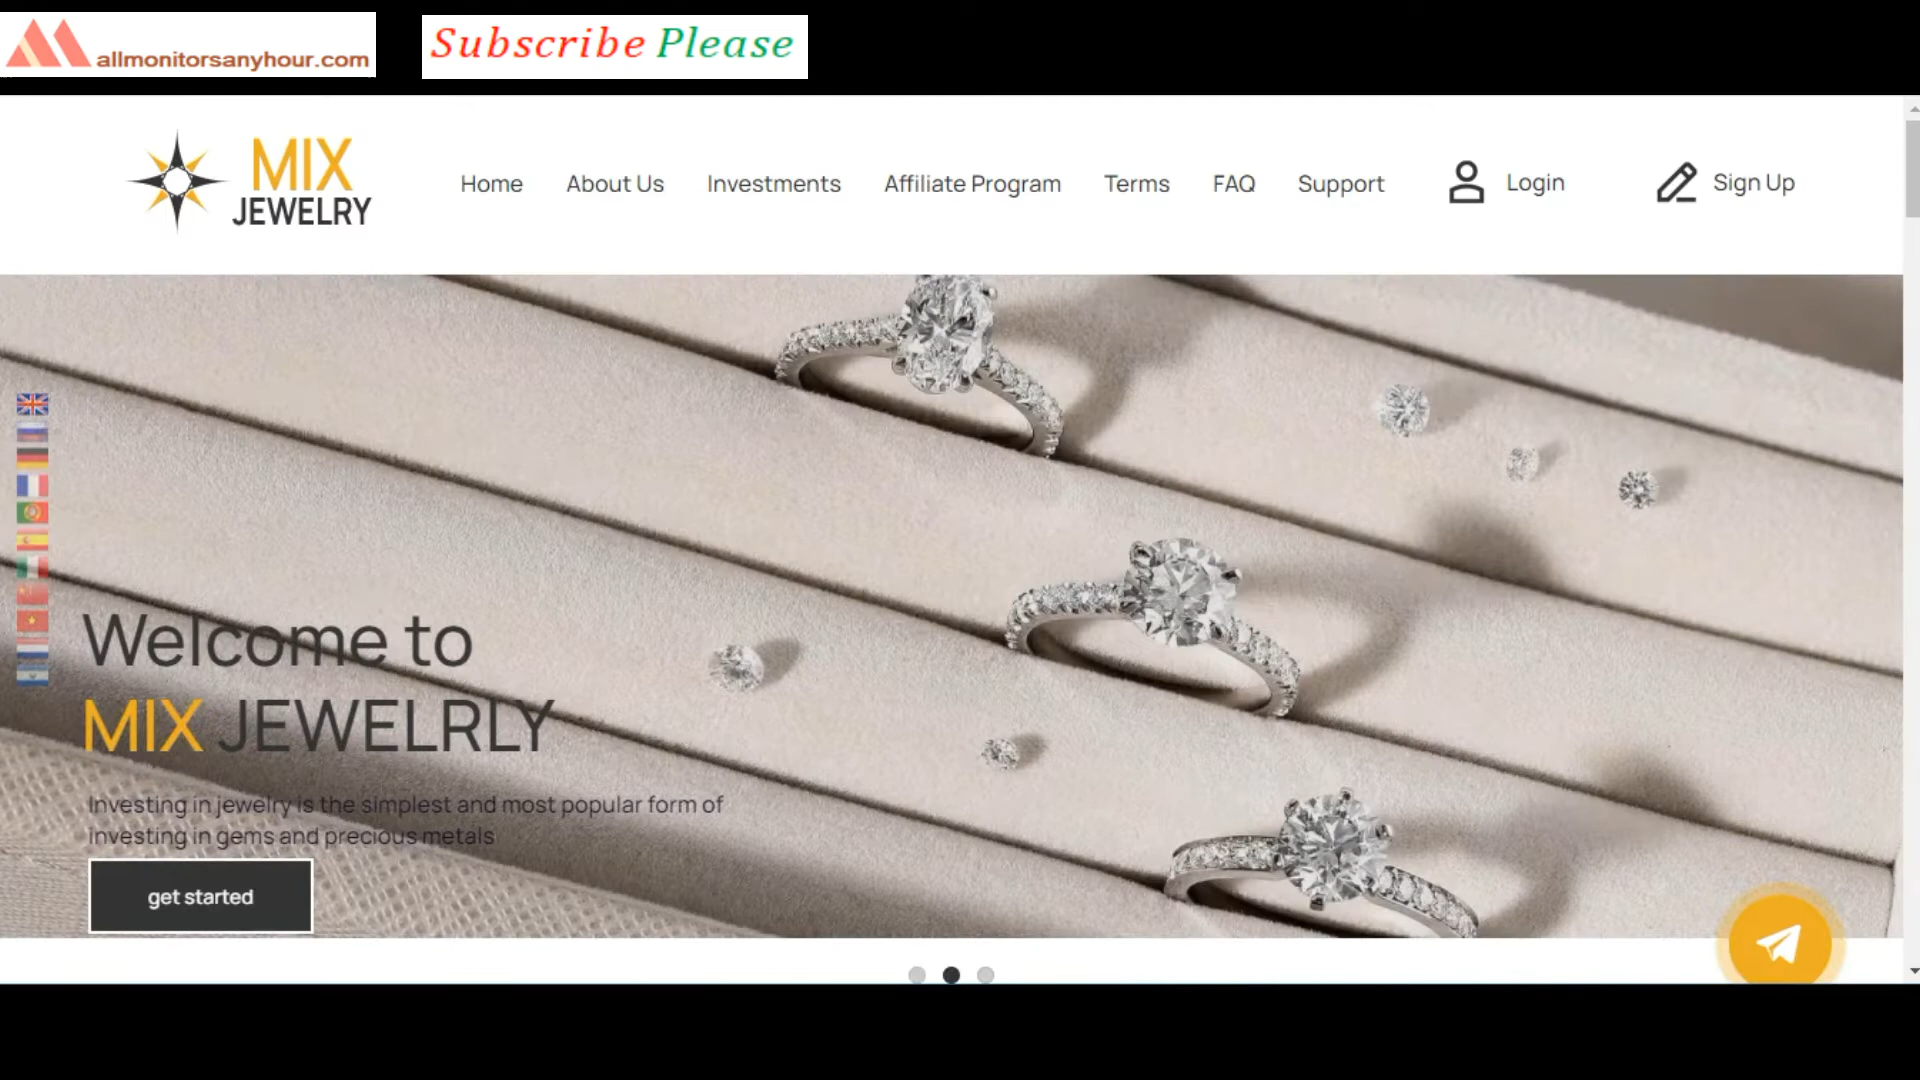 allmonitorsanyhour.com
Subscribe Please
MIX
JEWELRY
Home
About Us
Investments
Affiliate Program
Terms
FAQ
Support
Login
Sign Up
Welcome to
MIX JEWELRLY
Investing in jewelry is the simplest and most popular form of
investing in gems and precious metals
get started